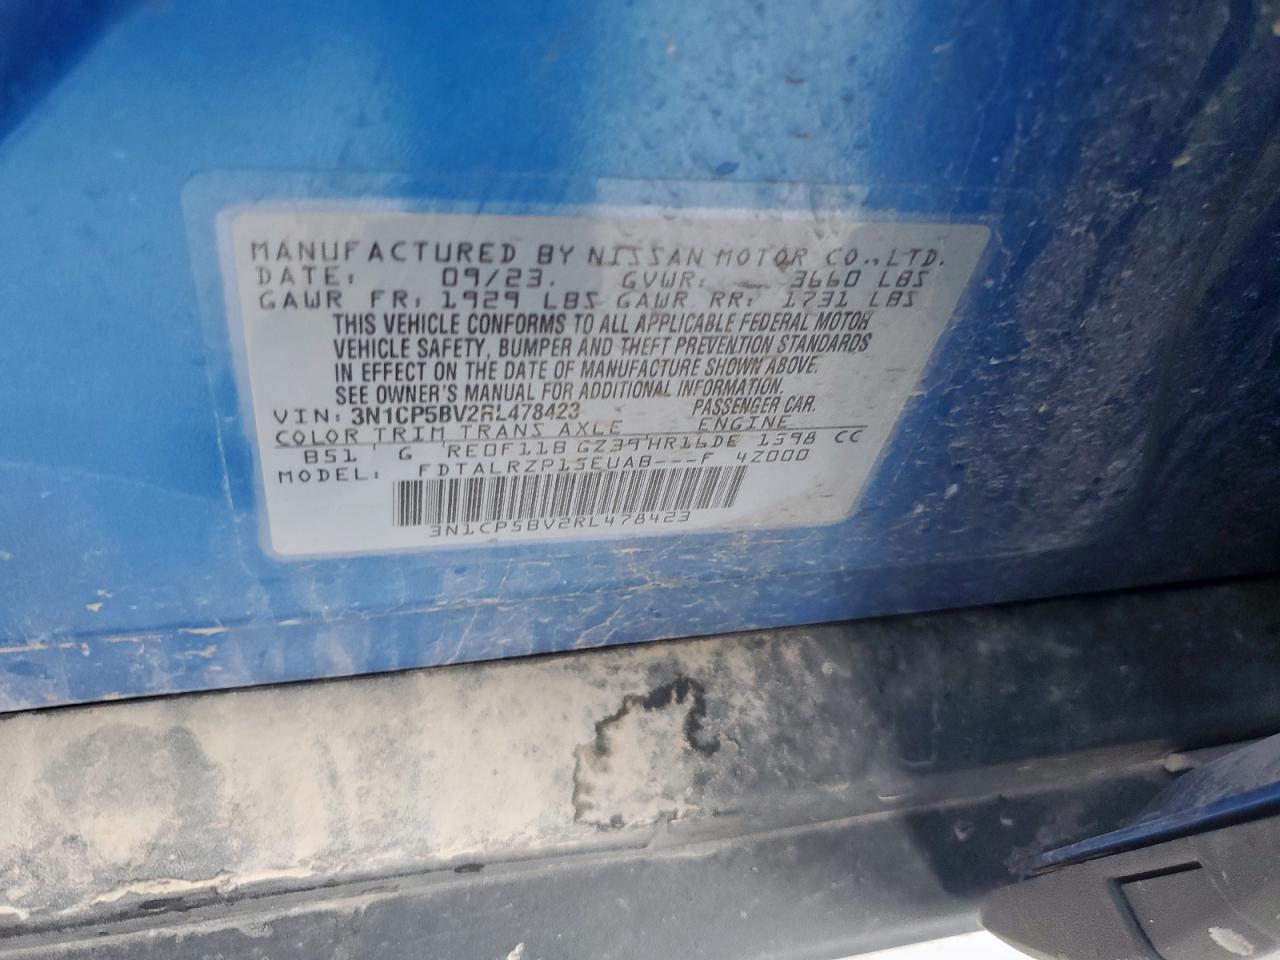 MANUFACTURED BY NISSAN MOTOR CO.,LTD.
DATE: 09/23. GVWR: 3660 LBS
GAWR FR: 1929 LBS GAWR RR: 1731 LBS
THIS VEHICLE CONFORMS TO ALL APPLICABLE FEDERAL MOTOR
VEHICLE SAFETY, BUMPER AND THEFT PREVENTION STANDARDS
IN EFFECT ON THE DATE OF MANUFACTURE SHOWN ABOVE.
SEE OWNER'S MANUAL FOR ADDITIONAL INFORMATION.
VIN: 3N1CP5BV2RL478423 PASSENGER CAR.
COLOR TRIM TRANS AXLE ENGINE
B51 G RE0F11B GZ39 HR16DE 1598 CC
MODEL: FDTALRZP15EUAB---F 4Z000
3N1CP5BV2RL478423